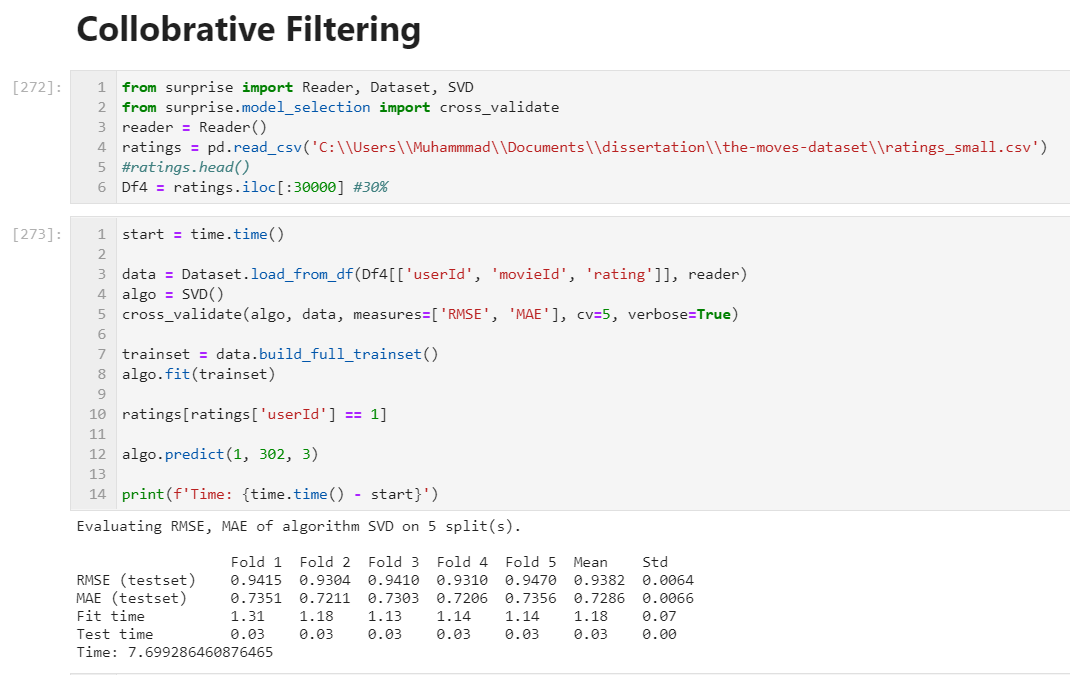 Collobrative Filtering
[272]:
1 from surprise import Reader, Dataset, SVD
2 from surprise.model_selection import cross_validate
3 reader = Reader()
4 ratings = pd.read_csv('C:\\Users\\Muhammmad\\Documents\\dissertation\\the-moves-dataset\\ratings_small.csv')
5 #ratings.head()
6 Df4 = ratings.iloc[:30000] #30%
[273]:
1 start = time.time()
2
3 data = Dataset.load_from_df(Df4[['userId', 'movieId', 'rating']], reader)
4 algo = SVD()
5 cross_validate(algo, data, measures=['RMSE', 'MAE'], cv=5, verbose=True)
6
7 trainset = data.build_full_trainset()
8 algo.fit(trainset)
9
10 ratings[ratings['userId'] == 1]
11
12 algo.predict(1, 302, 3)
13
14 print(f'Time: {time.time() - start}')
Evaluating RMSE, MAE of algorithm SVD on 5 split(s).
Fold 1 Fold 2 Fold 3 Fold 4 Fold 5 Mean Std
RMSE (testset) 0.9415 0.9304 0.9410 0.9310 0.9470 0.9382 0.0064
MAE (testset) 0.7351 0.7211 0.7303 0.7206 0.7356 0.7286 0.0066
Fit time 1.31 1.18 1.13 1.14 1.14 1.18 0.07
Test time 0.03 0.03 0.03 0.03 0.03 0.03 0.00
Time: 7.699286460876465